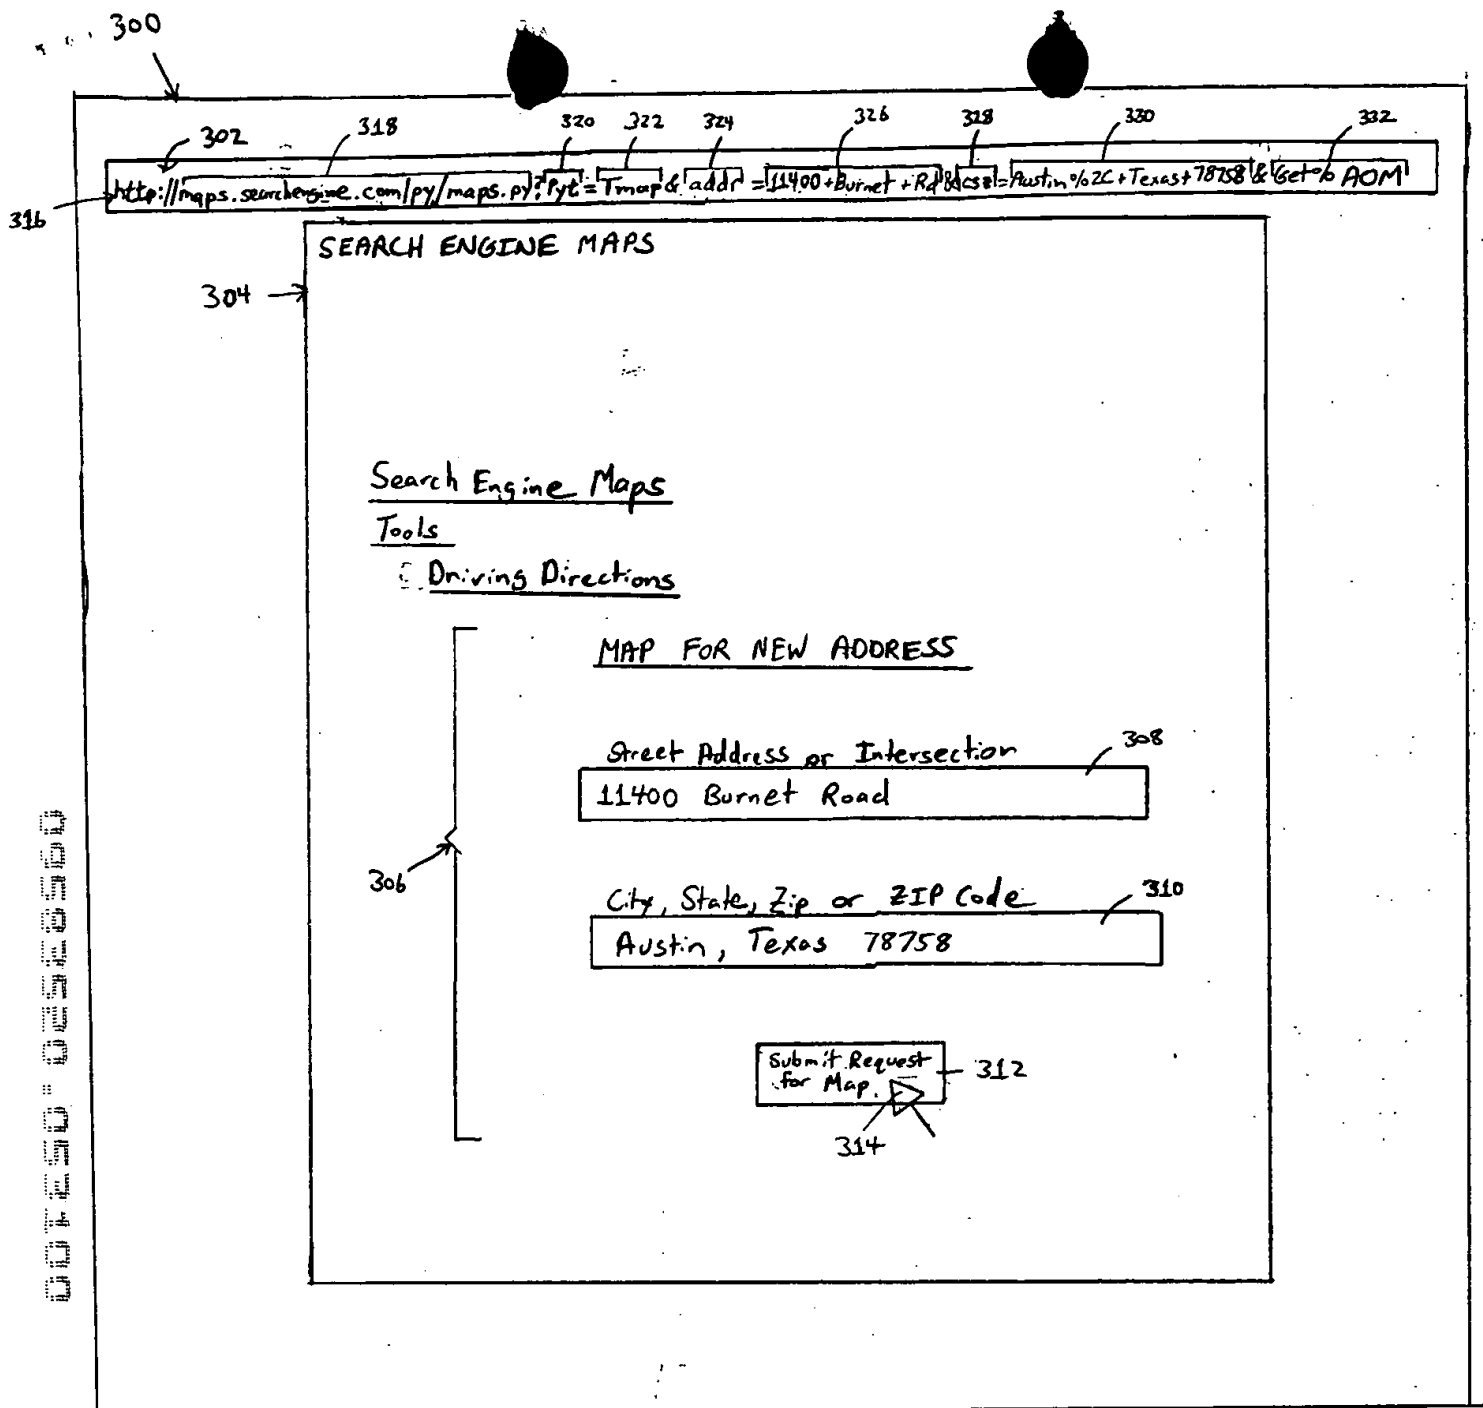 300
302 318 320 322 324 326 328 330 332
http://maps.searchengine.com/py/maps.py?Pyt=Tmap&addr=11400+Burnet+Rd&csz=Austin%2C+Texas+78758&Get%AOM
316
SEARCH ENGINE MAPS
304
Search Engine Maps
Tools
Driving Directions
MAP FOR NEW ADDRESS
Street Address or Intersection 308
11400 Burnet Road
306
City, State, Zip or ZIP Code 310
Austin, Texas 78758
Submit Request 312
for Map
314